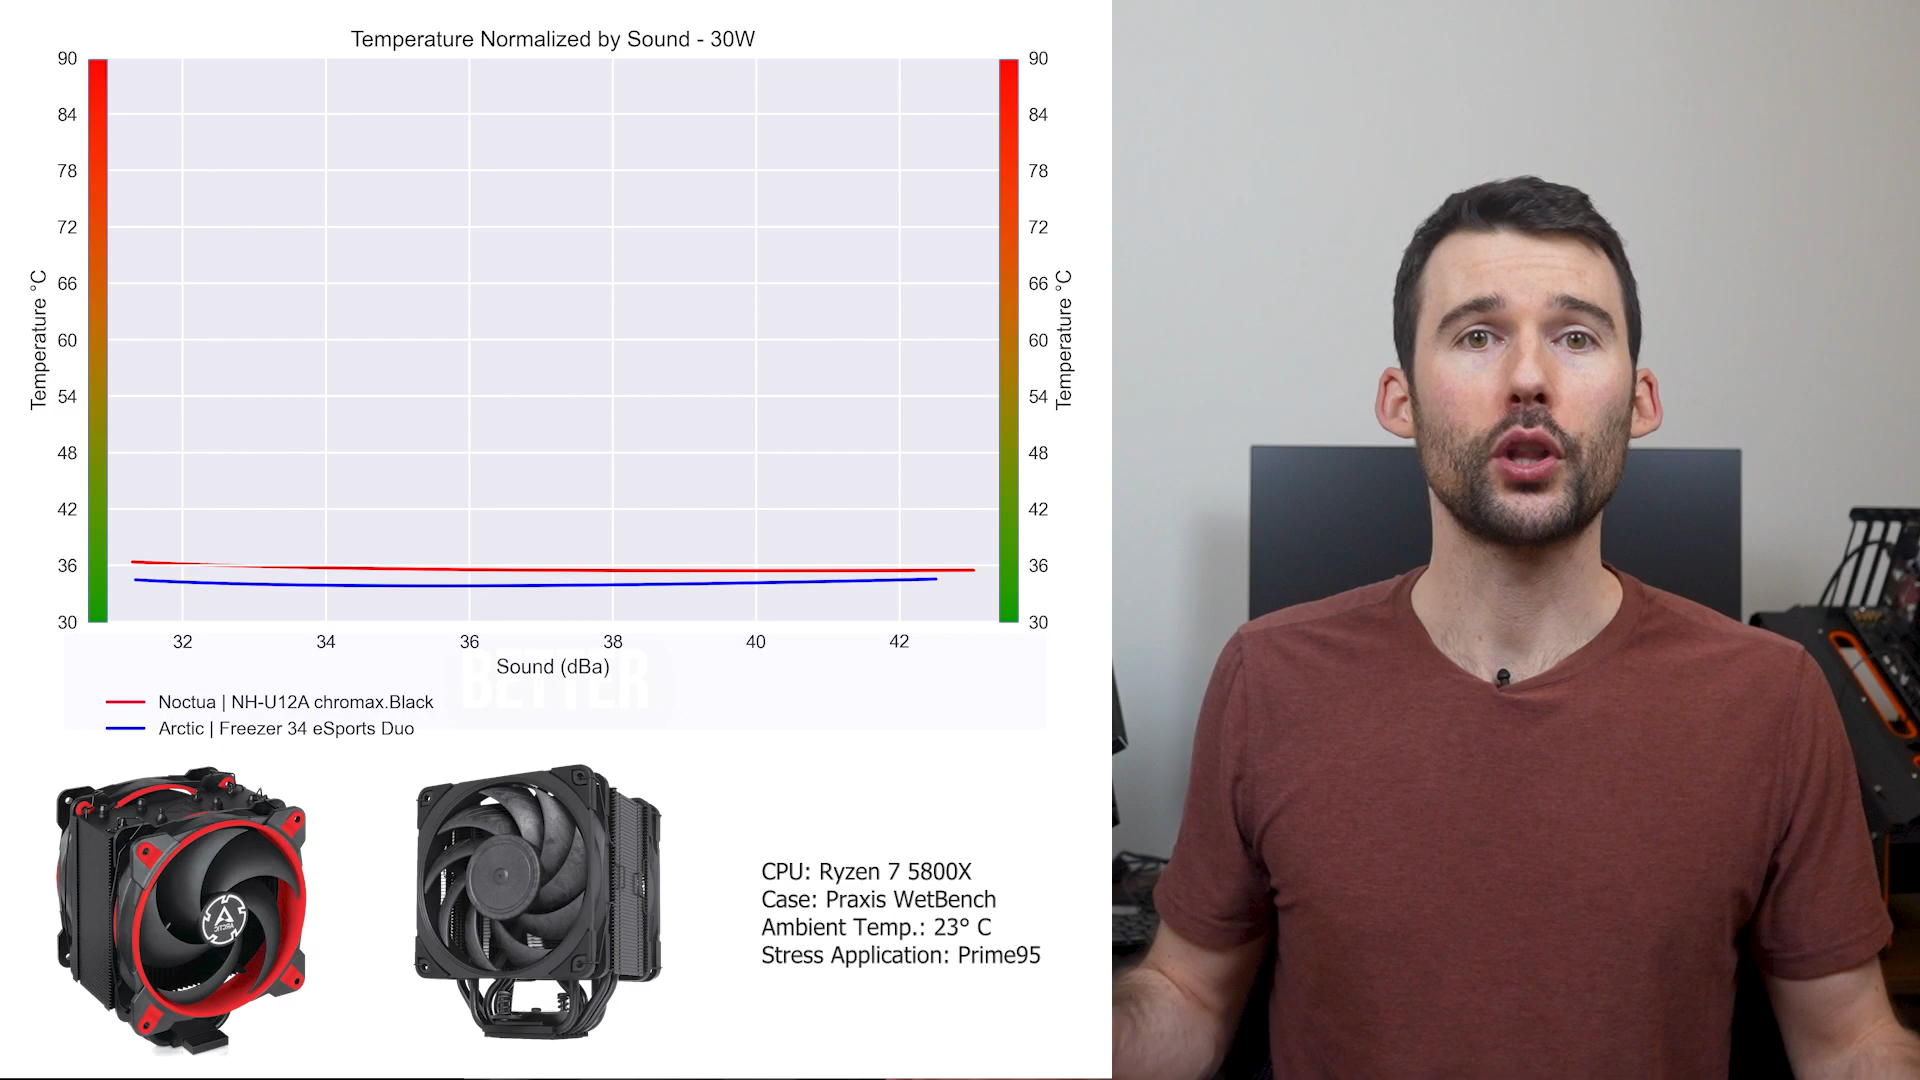 Temperature Normalized by Sound - 30W
90
84
78
72
66
60
54
48
42
36
30
Temperature °C
90
84
78
72
66
60
54
48
42
36
30
Temperature °C
32 34 36 38 40 42
Sound (dBa)
BETTER
Noctua | NH-U12A chromax.Black
Arctic | Freezer 34 eSports Duo
ARCTIC
CPU: Ryzen 7 5800X
Case: Praxis WetBench
Ambient Temp.: 23° C
Stress Application: Prime95